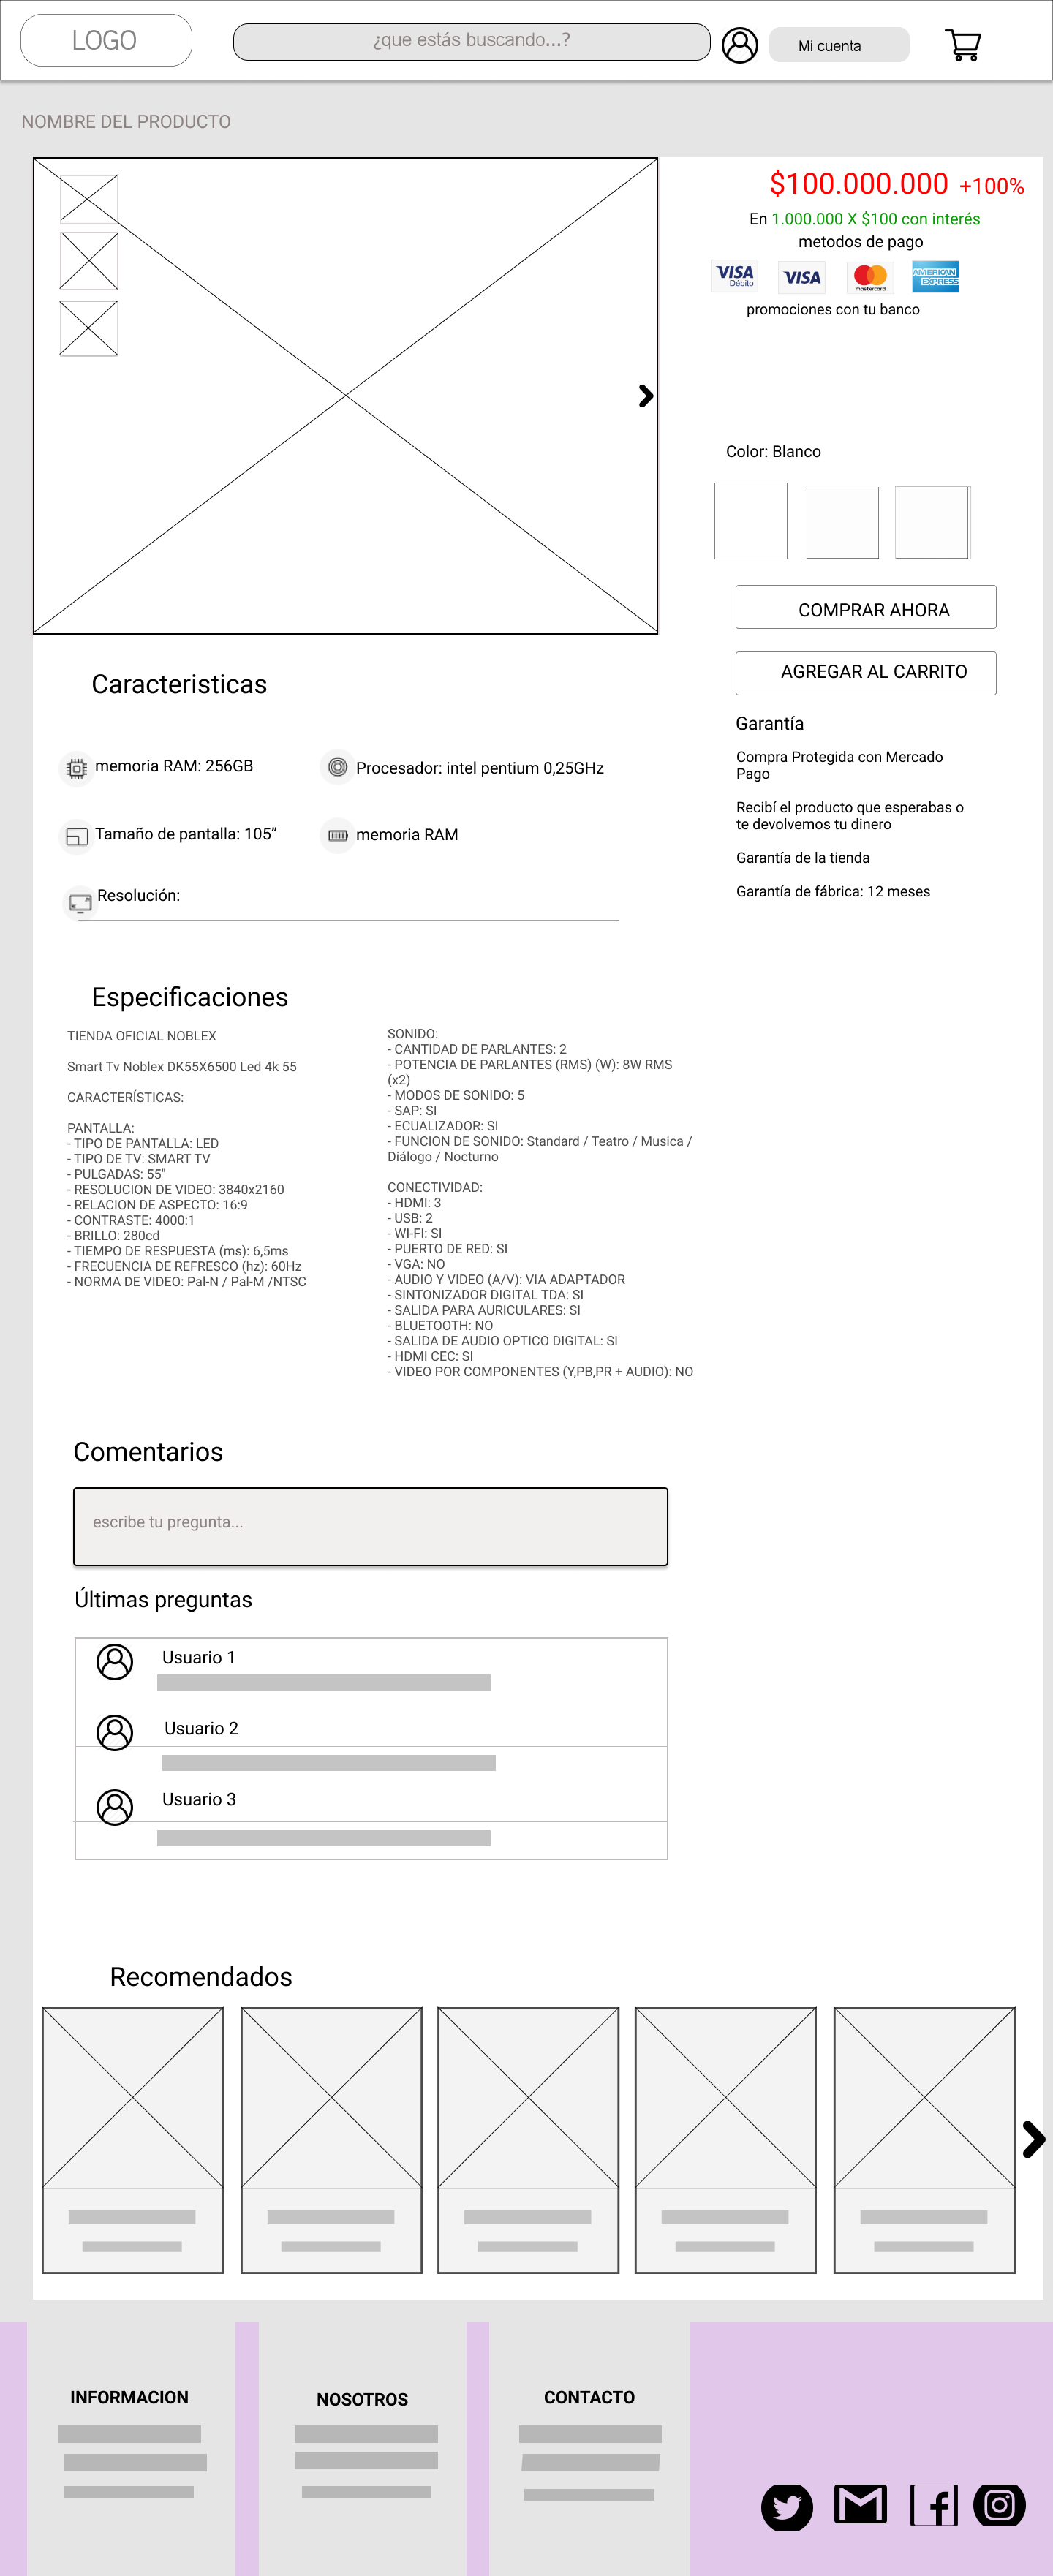 LOGO
¿que estás buscando...?
Mi cuenta
NOMBRE DEL PRODUCTO
$100.000.000 +100%
En 1.000.000 X $100 con interés
metodos de pago
VISA
Débito
VISA
mastercard
AMERICAN
EXPRESS
promociones con tu banco
Color: Blanco
COMPRAR AHORA
AGREGAR AL CARRITO
Garantía
Compra Protegida con Mercado
Pago
Recibí el producto que esperabas o
te devolvemos tu dinero
Garantía de la tienda
Garantía de fábrica: 12 meses
Caracteristicas
memoria RAM: 256GB
Procesador: intel pentium 0,25GHz
Tamaño de pantalla: 105”
memoria RAM
Resolución:
Especificaciones
TIENDA OFICIAL NOBLEX
Smart Tv Noblex DK55X6500 Led 4k 55
CARACTERÍSTICAS:
PANTALLA:
- TIPO DE PANTALLA: LED
- TIPO DE TV: SMART TV
- PULGADAS: 55"
- RESOLUCION DE VIDEO: 3840x2160
- RELACION DE ASPECTO: 16:9
- CONTRASTE: 4000:1
- BRILLO: 280cd
- TIEMPO DE RESPUESTA (ms): 6,5ms
- FRECUENCIA DE REFRESCO (hz): 60Hz
- NORMA DE VIDEO: Pal-N / Pal-M /NTSC
SONIDO:
- CANTIDAD DE PARLANTES: 2
- POTENCIA DE PARLANTES (RMS) (W): 8W RMS
(x2)
- MODOS DE SONIDO: 5
- SAP: SI
- ECUALIZADOR: SI
- FUNCION DE SONIDO: Standard / Teatro / Musica /
Diálogo / Nocturno
CONECTIVIDAD:
- HDMI: 3
- USB: 2
- WI-FI: SI
- PUERTO DE RED: SI
- VGA: NO
- AUDIO Y VIDEO (A/V): VIA ADAPTADOR
- SINTONIZADOR DIGITAL TDA: SI
- SALIDA PARA AURICULARES: SI
- BLUETOOTH: NO
- SALIDA DE AUDIO OPTICO DIGITAL: SI
- HDMI CEC: SI
- VIDEO POR COMPONENTES (Y,PB,PR + AUDIO): NO
Comentarios
escribe tu pregunta...
Últimas preguntas
Usuario 1
Usuario 2
Usuario 3
Recomendados
INFORMACION
NOSOTROS
CONTACTO